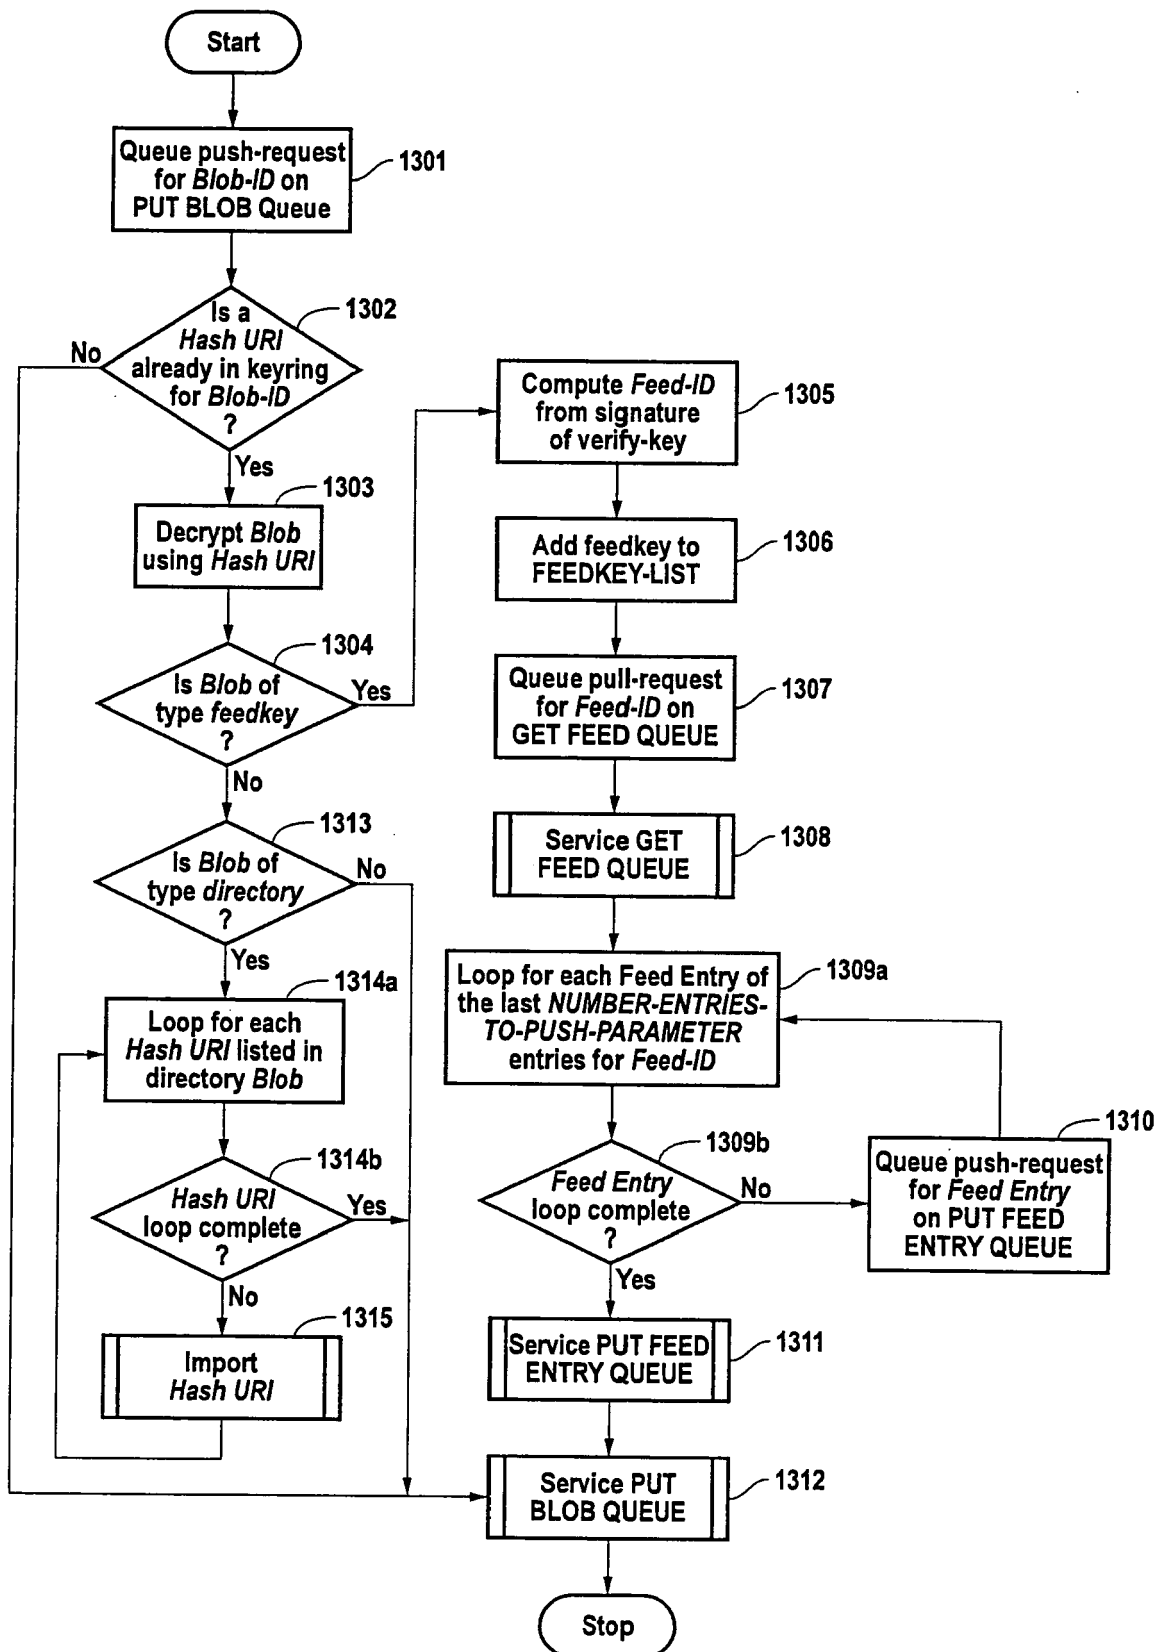 Start
Queue push-request
for Blob-ID on
PUT BLOB Queue
1301
Is a
Hash URI
already in keyring
for Blob-ID
?
1302
No
Yes
1303
Decrypt Blob
using Hash URI
1304
Is Blob of
type feedkey
?
Yes
No
1313
Is Blob of
type directory
?
No
Yes
1314a
Loop for each
Hash URI listed in
directory Blob
1314b
Hash URI
loop complete
?
Yes
No
1315
Import
Hash URI
Compute Feed-ID
from signature
of verify-key
1305
Add feedkey to
FEEDKEY-LIST
1306
Queue pull-request
for Feed-ID on
GET FEED QUEUE
1307
Service GET
FEED QUEUE
1308
Loop for each Feed Entry of
the last NUMBER-ENTRIES-
TO-PUSH-PARAMETER
entries for Feed-ID
1309a
1309b
Feed Entry
loop complete
?
No
Yes
1310
Queue push-request
for Feed Entry
on PUT FEED
ENTRY QUEUE
Service PUT FEED
ENTRY QUEUE
1311
Service PUT
BLOB QUEUE
1312
Stop